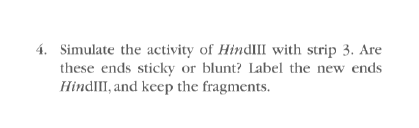 4. Simulate the activity of HindIII with strip 3. Are
these ends sticky or blunt? Label the new ends
HindIII, and keep the fragments.